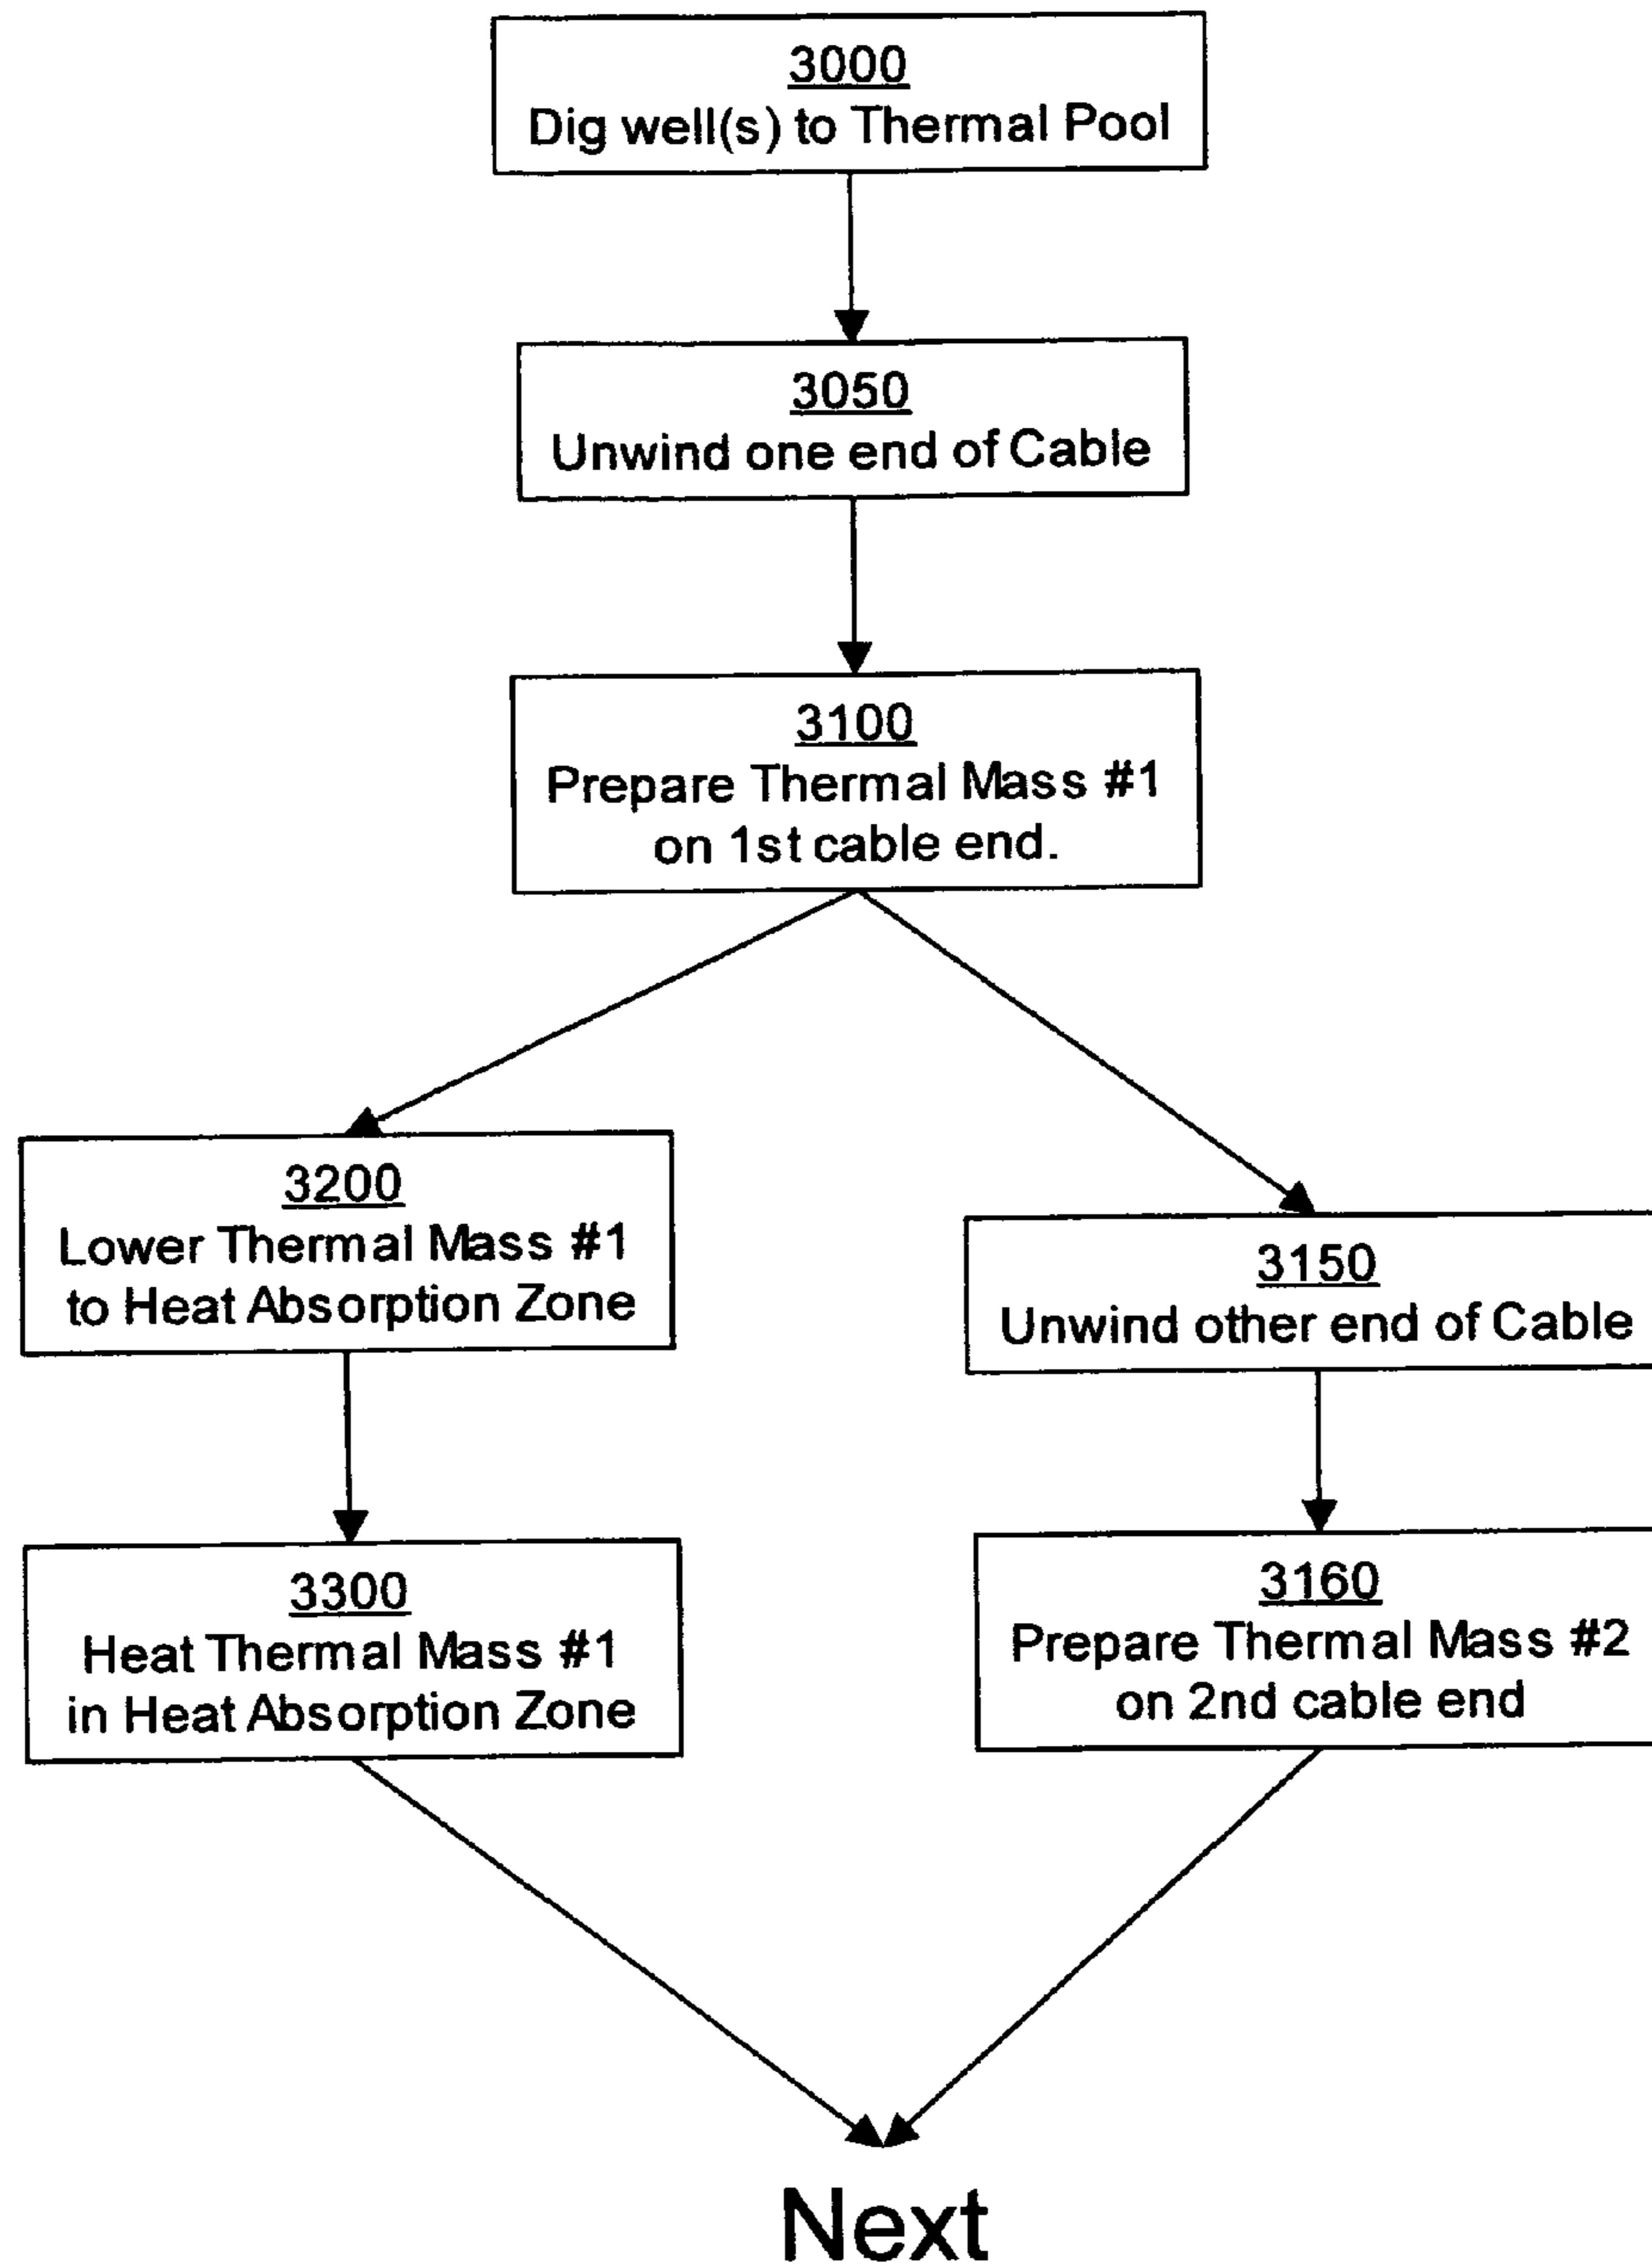 3000
Dig well(s) to Thermal Pool
3050
Unwind one end of Cable
3100
Prepare Thermal Mass #1
on 1st cable end.
3200
Lower Thermal Mass #1
to Heat Absorption Zone
3150
Unwind other end of Cable
3300
Heat Thermal Mass #1
in Heat Absorption Zone
3160
Prepare Thermal Mass #2
on 2nd cable end
Next